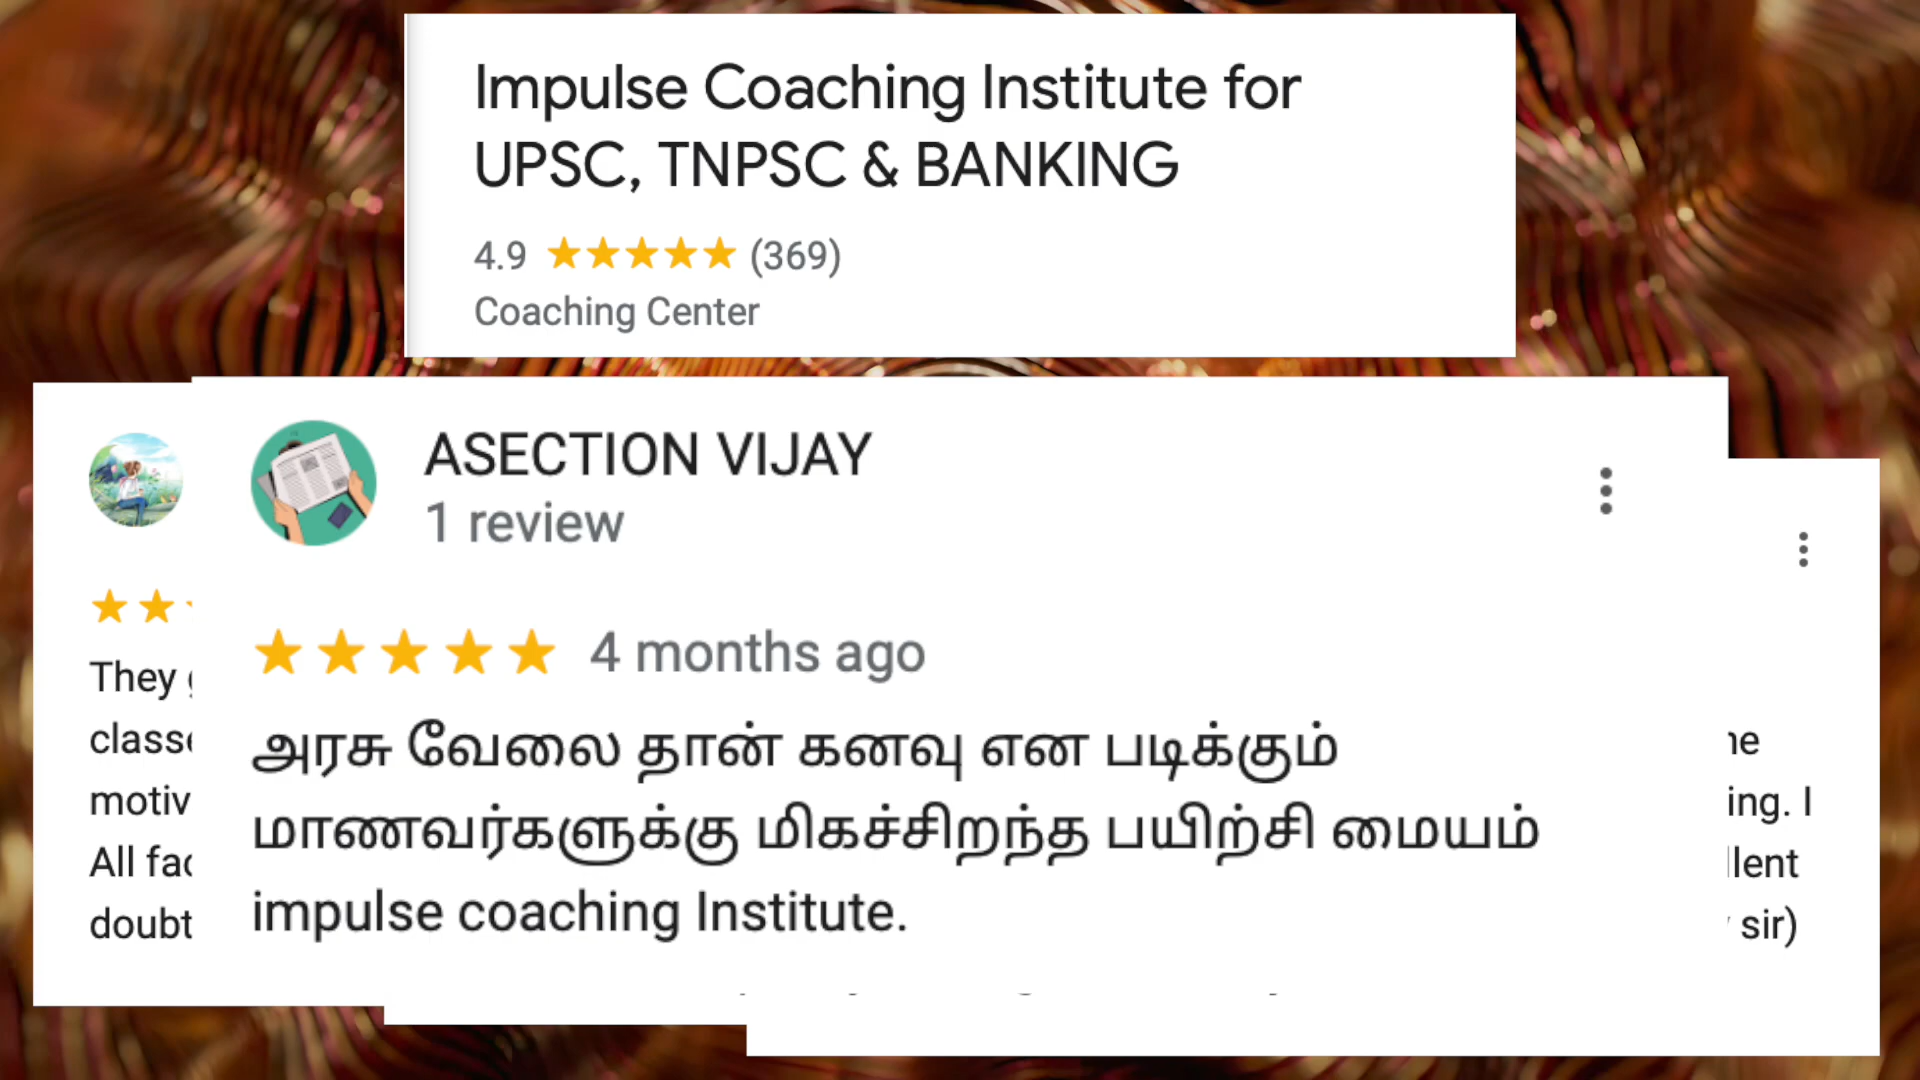 Impulse Coaching Institute for
UPSC, TNPSC & BANKING
4.9 (369)
Coaching Center
ASECTION VIJAY
1 review
4 months ago
அரசு வேலை தான் கனவு என படிக்கும்
மாணவர்களுக்கு மிகச்சிறந்த பயிற்சி மையம்
impulse coaching Institute.
They
motiv
All
doubt
ing. I
sir)